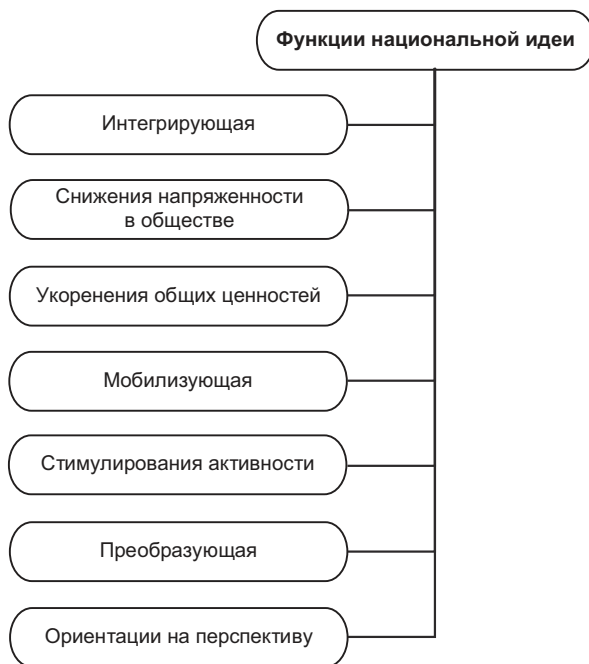 Функции национальной идеи
Интегрирующая
Снижения напряженности
в обществе
Укоренения общих ценностей
Мобилизующая
Стимулирования активности
Преобразующая
Ориентации на перспективу